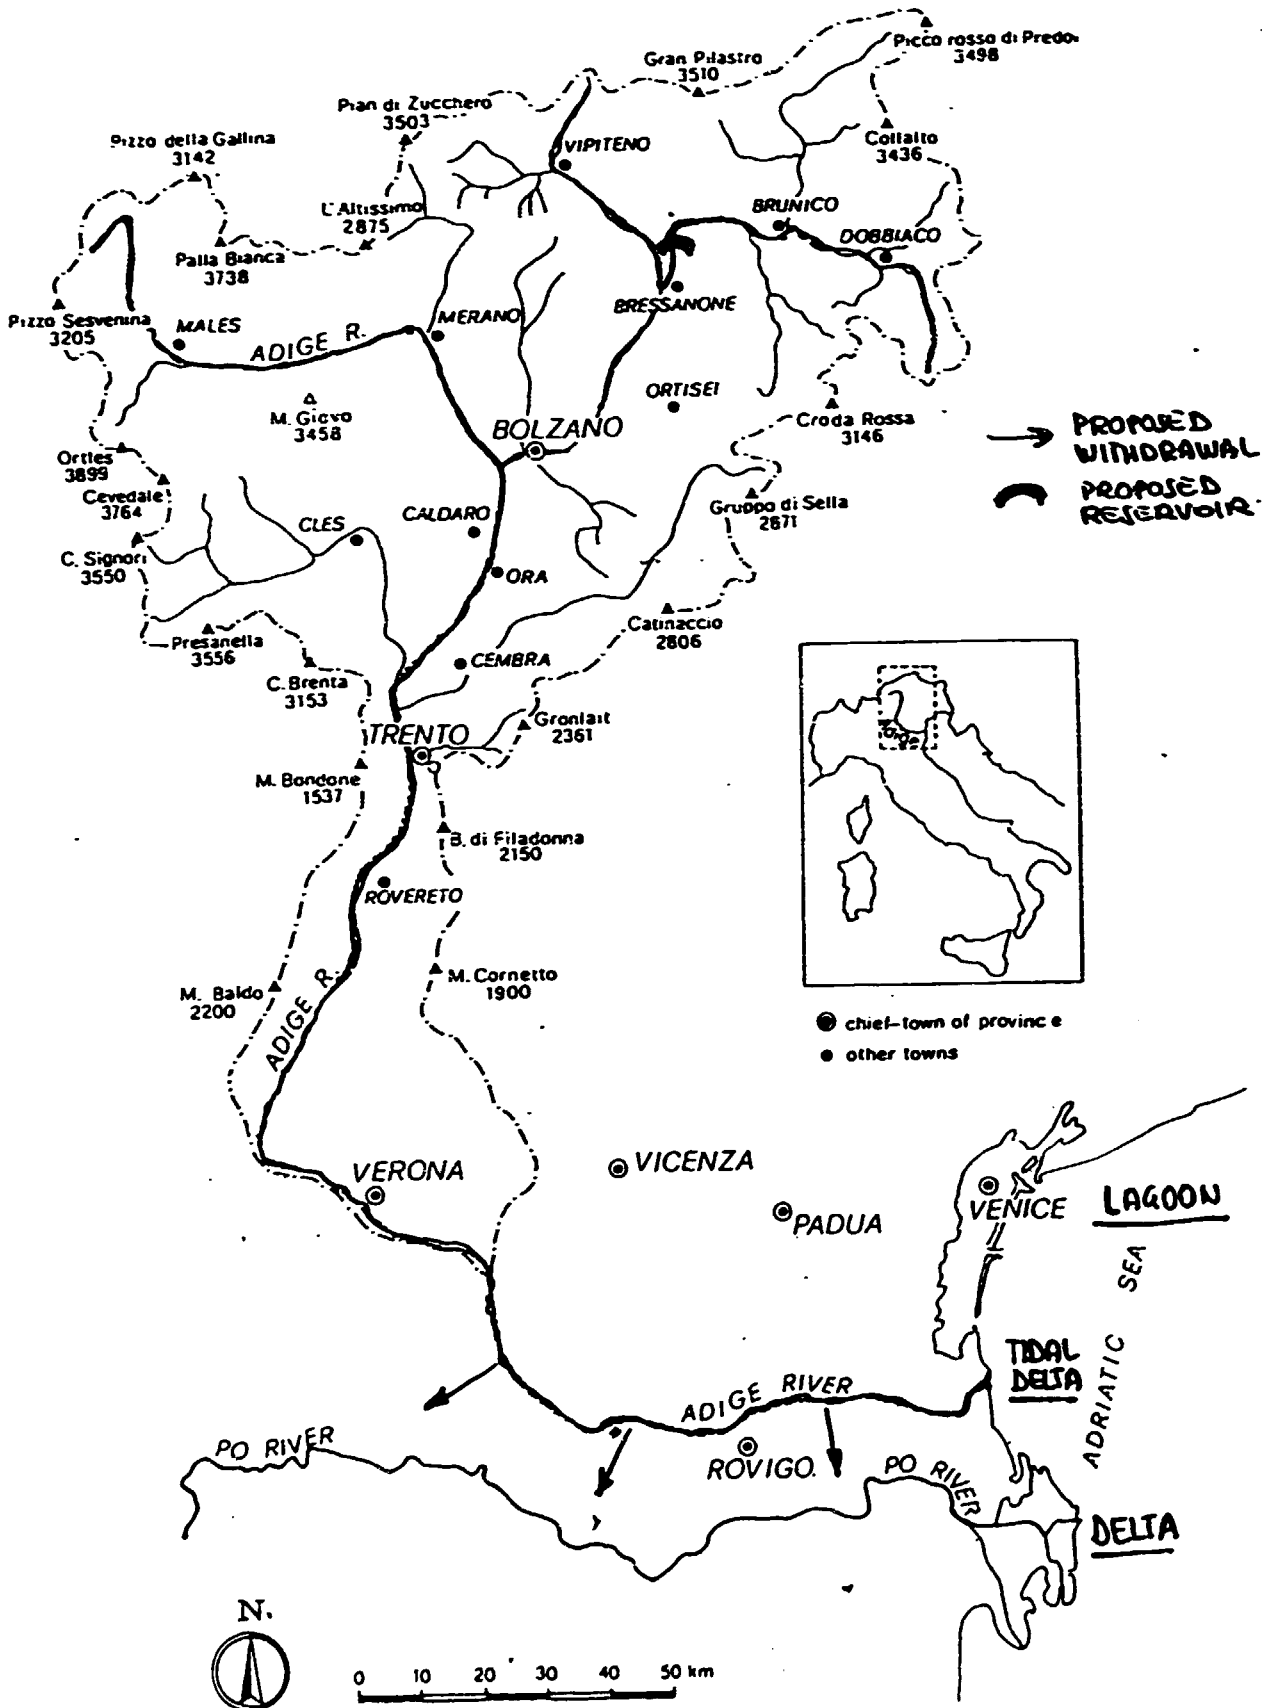 Picco rosso di Predo.
3498
Gran Pilastro
3510
Pian di Zucchero
3503
Collalto
3436
Pizzo della Gallina
3142
VIPITENO
L'Altissimo
2875
BRUNICO
DOBBIACO
Palla Bianca
3738
BRESSANONE
Pizzo Sesvenina
3205
MALES
MERANO
ADIGE R.
M. Giovo
3458
ORTISEI
Croda Rossa
3146
BOLZANO
PROPOSED
WITHDRAWAL
PROPOSED
RESERVOIR
Ortles
3899
Cevedale
3764
Gruppo di Sella
2871
CLES
CALDARO
C. Signori
3550
ORA
Catinaccio
2806
Presanella
3556
CEMBRA
C. Brenta
3153
Gronlait
2361
TRENTO
M. Bondone
1537
B. di Filadonna
2150
ROVERETO
Adige
M. Cornetto
1900
M. Baldo
2200
ADIGE R.
chief-town of province
other towns
VERONA
VICENZA
PADUA
VENICE
LAGOON
ADRIATIC SEA
TIDAL
DELTA
ADIGE RIVER
PO RIVER
ROVIGO.
PO RIVER
DELTA
N.
0 10 20 30 40 50 km